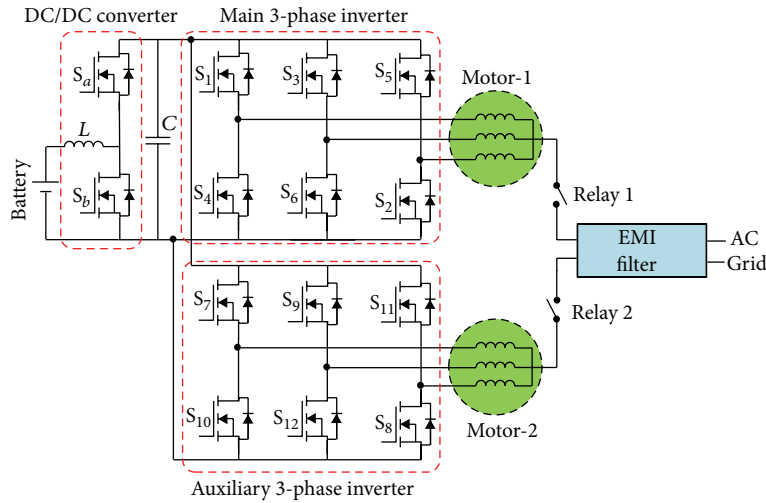 DC/DC converter
Main 3-phase inverter
S_a
S_1
S_3
S_5
Motor-1
L
C
Battery
S_b
S_4
S_6
S_2
Relay 1
EMI
filter
AC
Grid
S_7
S_9
S_11
Relay 2
S_10
S_12
S_8
Motor-2
Auxiliary 3-phase inverter